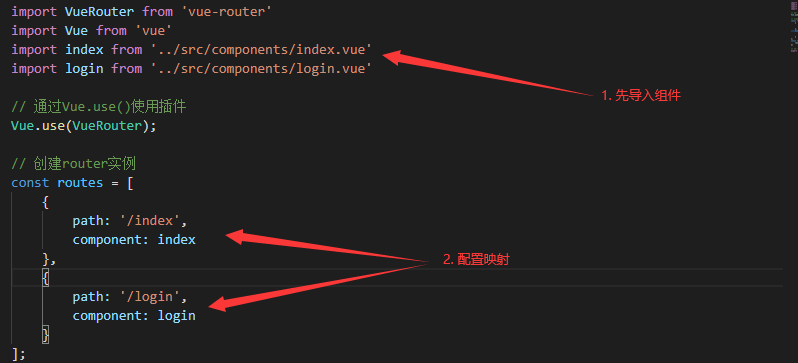 import VueRouter from 'vue-router'
import Vue from 'vue'
import index from '../src/components/index.vue'
import login from '../src/components/login.vue'
1. 先导入组件
// 通过Vue.use()使用插件
Vue.use(VueRouter);
// 创建router实例
const routes = [
{
path: '/index',
component: index
2. 配置映射
},
{
path: '/login',
component: login
}
];